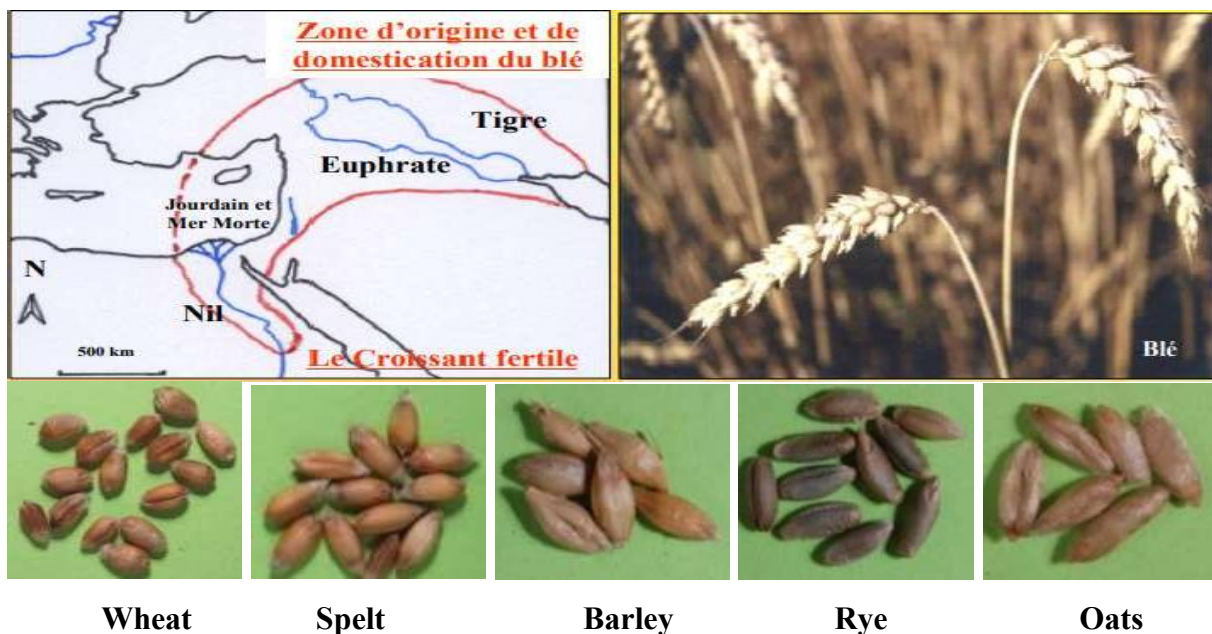 Zone d'origine et de
domestication du blé
Tigre
Euphrate
Jourdain et
Mer Morte
N
Nil
500 km
Le Croissant fertile
Blé
Wheat Spelt Barley Rye Oats